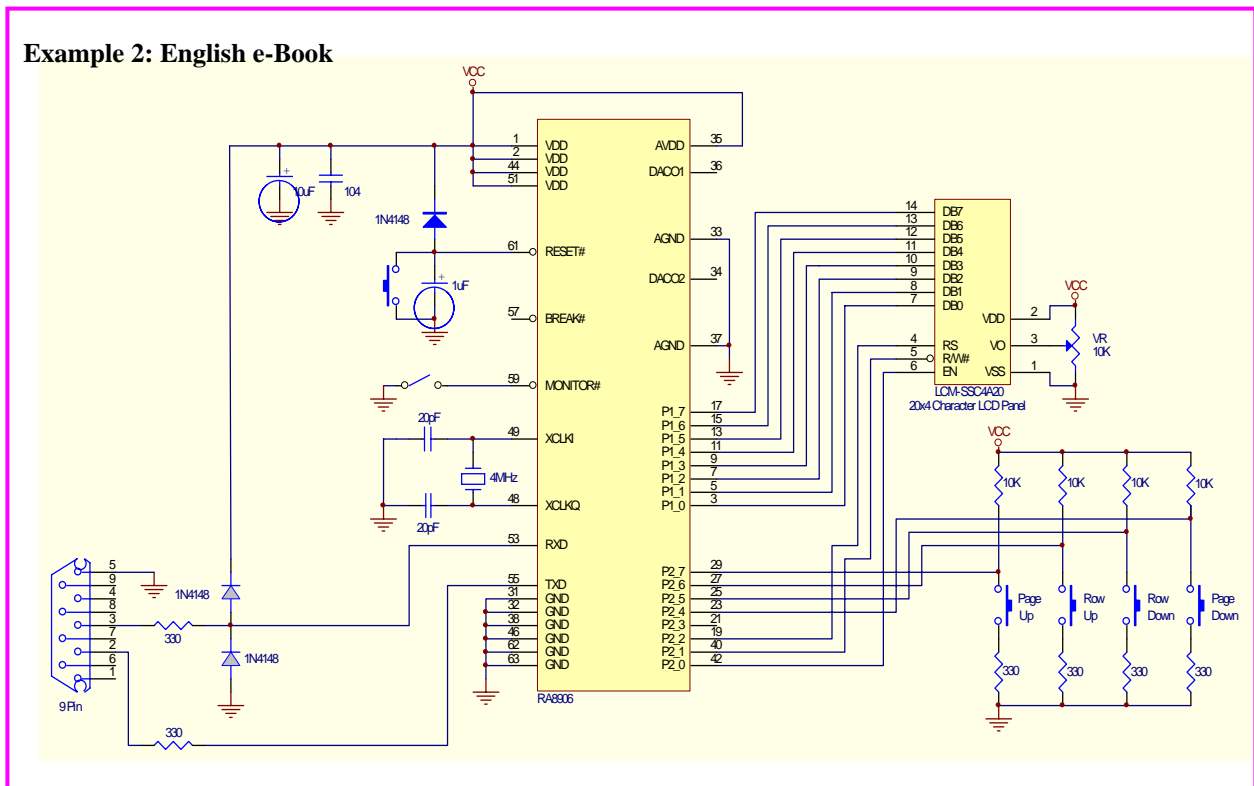 Example 2: English e-Book
VCC
1 VDD
2 VDD
44 VDD
51 VDD
AVDD 35
DACO1 36
10uF
104
1N4148
61 RESET#
1uF
57 BREAK#
59 MONITOR#
20pF
49 XCLKI
4MHz
48 XCLKQ
20pF
53 RXD
55 TXD
31 GND
32 GND
38 GND
46 GND
62 GND
63 GND
RA8906
AGND 33
DACO2 34
AGND 37
P1_7 17
P1_6 15
P1_5 13
P1_4 11
P1_3 9
P1_2 7
P1_1 5
P1_0 3
P2_7 29
P2_6 27
P2_5 25
P2_4 23
P2_3 21
P2_2 19
P2_1 40
P2_0 42
14 DB7
13 DB6
12 DB5
11 DB4
10 DB3
9 DB2
8 DB1
7 DB0
4 RS
5 R/W#
6 EN
VDD 2
VO 3
VSS 1
VCC
VR
10K
LCM-SSC4A20
20x4 Character LCD Panel
VCC
10K
10K
10K
10K
Page
Up
Row
Up
Row
Down
Page
Down
330
330
330
330
5
9
4
8
3
7
2
6
1
9 Pin
1N4148
330
1N4148
330